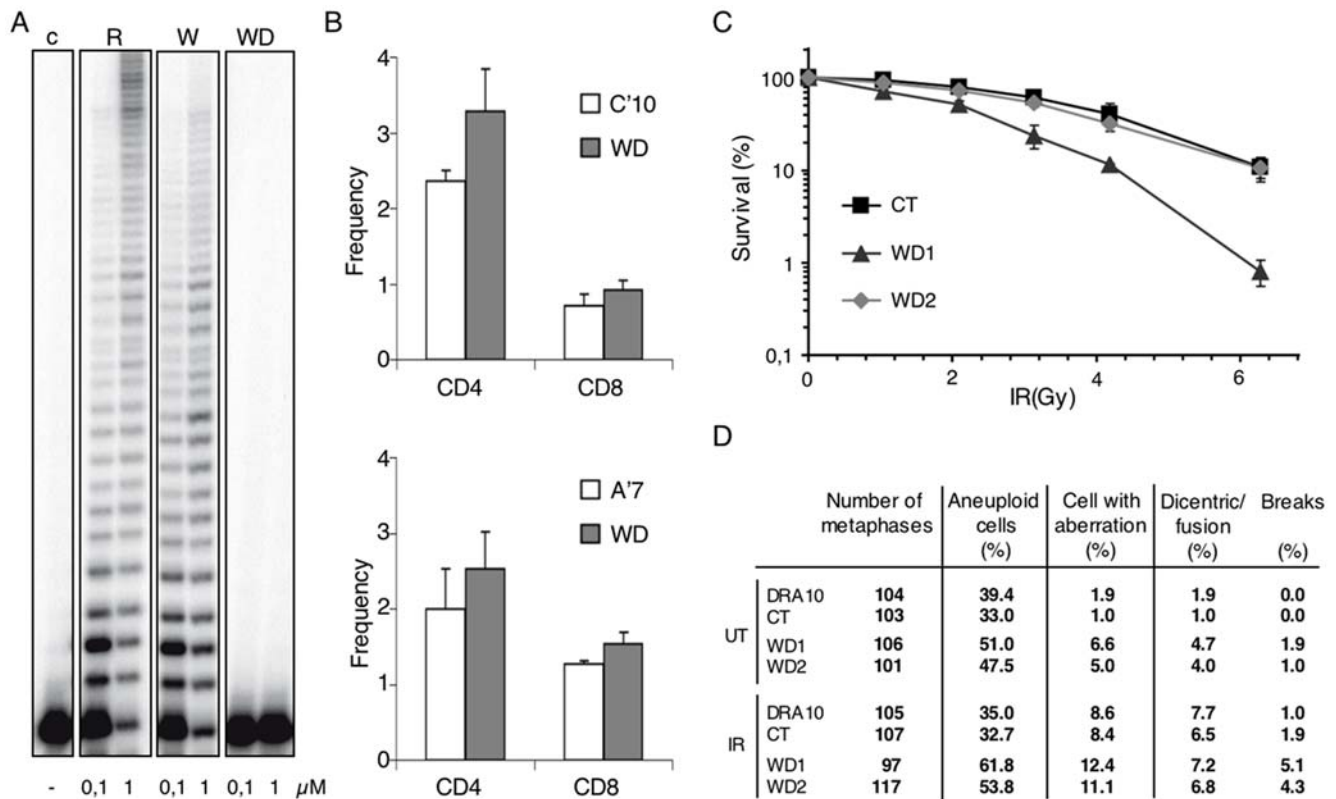 A
c R W WD
- 0,1 1 0,1 1 0,1 1 µM
B
4
3
2
1
0
Frequency
C'10
WD
CD4 CD8
4
3
2
1
0
Frequency
A'7
WD
CD4 CD8
C
100
10
1
0,1
Survival (%)
CT
WD1
WD2
0 2 4 6
IR(Gy)
D
Number of metaphases Aneuploid cells (%) Cell with aberration (%) Dicentric/fusion (%) Breaks (%)
UT
DRA10 104 39.4 1.9 1.9 0.0
CT 103 33.0 1.0 1.0 0.0
WD1 106 51.0 6.6 4.7 1.9
WD2 101 47.5 5.0 4.0 1.0
IR
DRA10 105 35.0 8.6 7.7 1.0
CT 107 32.7 8.4 6.5 1.9
WD1 97 61.8 12.4 7.2 5.1
WD2 117 53.8 11.1 6.8 4.3